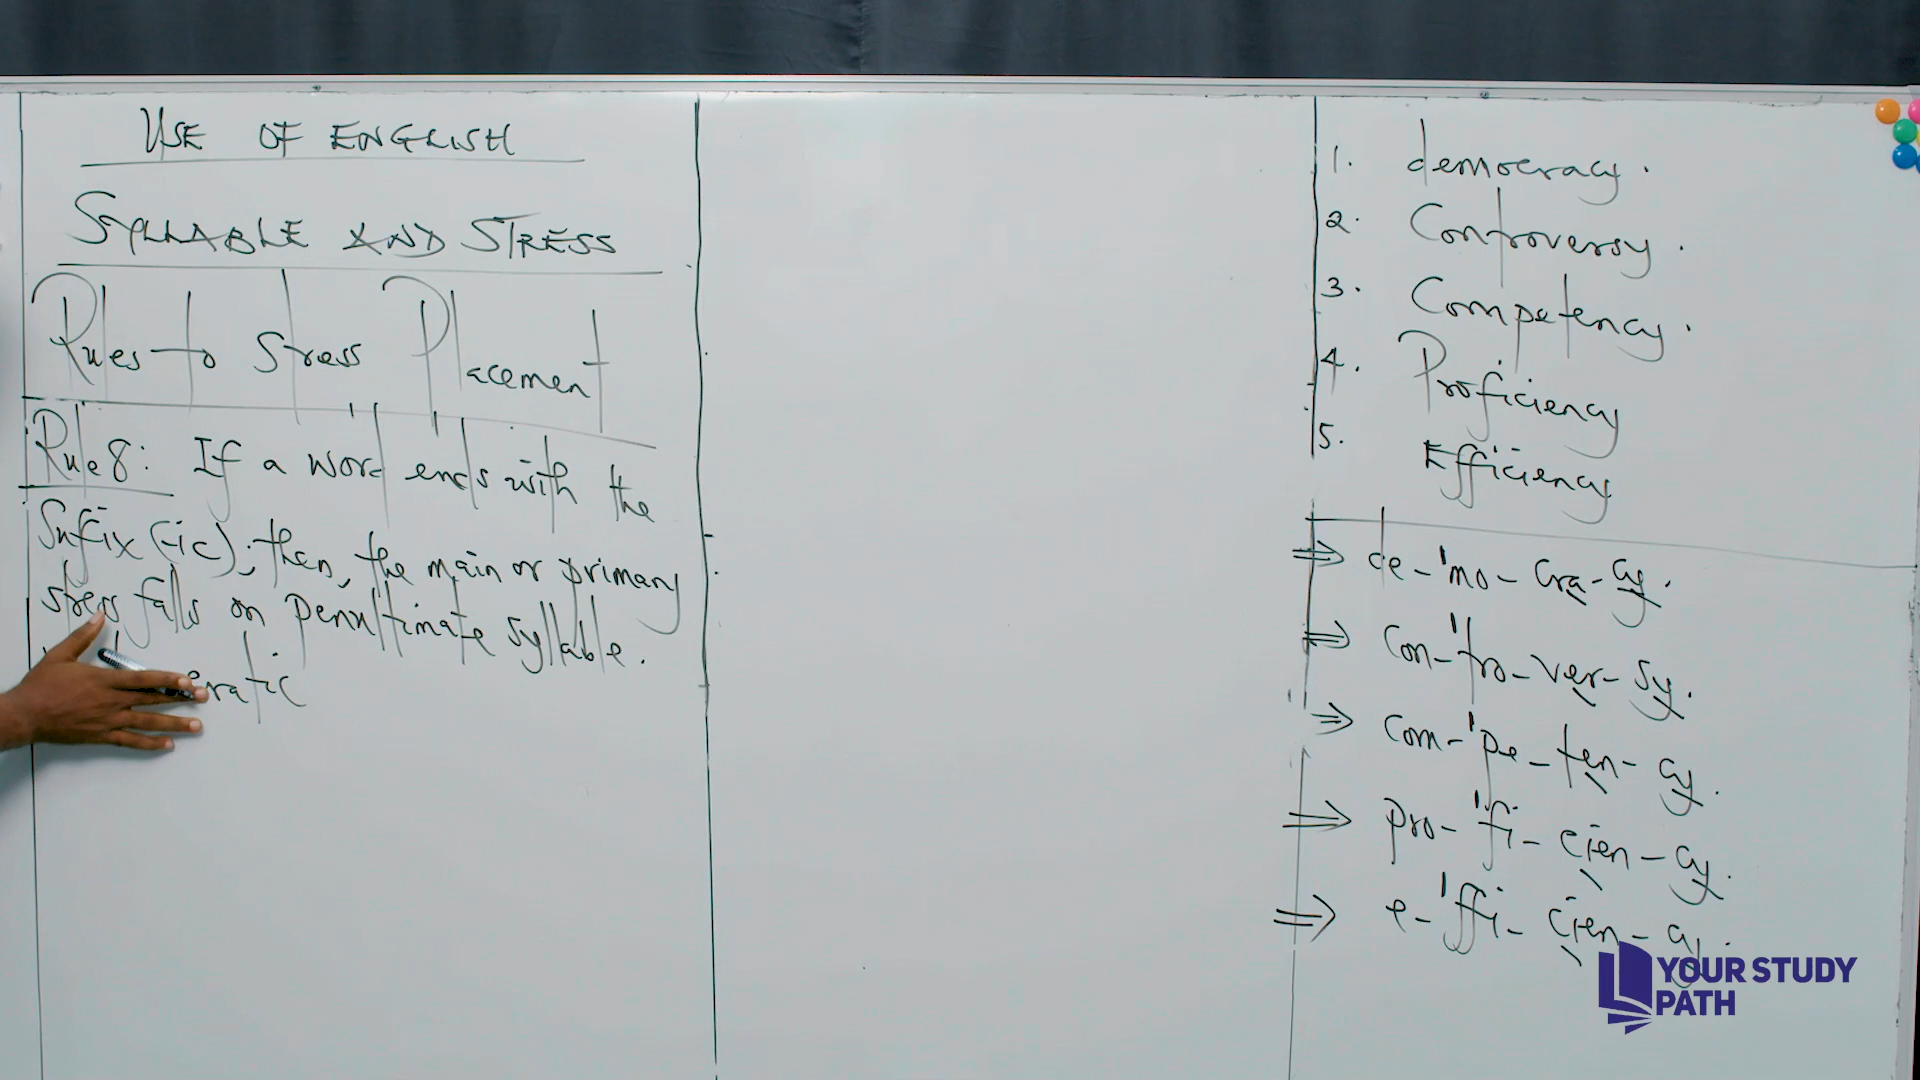 USE OF ENGLISH
SYLLABLE AND STRESS
Rules to Stress Placement
Rule 8: If a word ends with the
Suffix (-ic); then, the main or primary
stress falls on penultimate syllable.
1. democracy.
2. Controversy.
3. Competency.
4. Proficiency
5. Efficiency
⇒ de-'mo-cra-cy.
⇒ con-'tro-ver-sy.
⇒ com-'pe-ten-cy.
⇒ pro-'fi-cien-cy.
⇒ e-'ffi-cien-cy.
YOUR STUDY
PATH